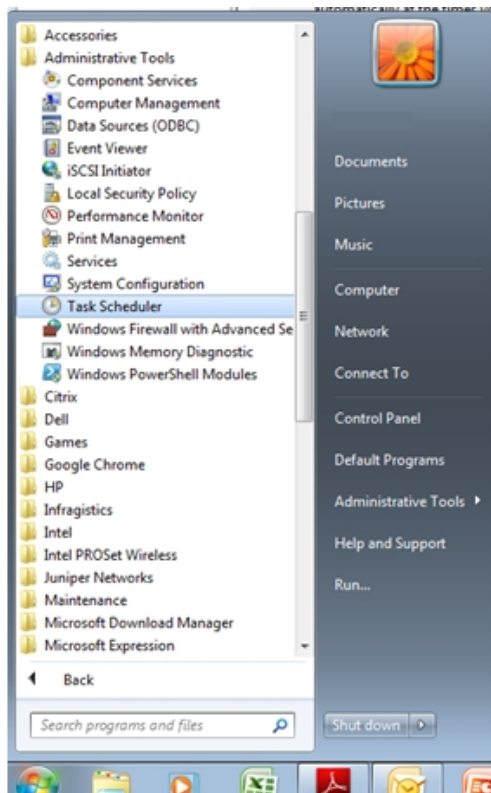 automatically at the times
Accessories
Administrative Tools
Component Services
Computer Management
Data Sources (ODBC)
Event Viewer
iSCSI Initiator
Local Security Policy
Performance Monitor
Print Management
Services
System Configuration
Task Scheduler
Windows Firewall with Advanced Se
Windows Memory Diagnostic
Windows PowerShell Modules
Citrix
Dell
Games
Google Chrome
HP
Infragistics
Intel
Intel PROSet Wireless
Juniper Networks
Maintenance
Microsoft Download Manager
Microsoft Expression
Back
Search programs and files
Documents
Pictures
Music
Computer
Network
Connect To
Control Panel
Default Programs
Administrative Tools
Help and Support
Run...
Shut down